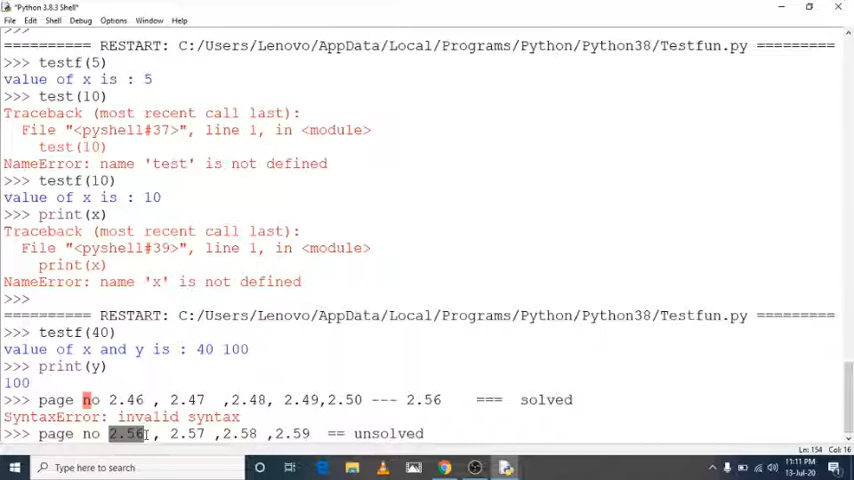 *Python 3.8.3 Shell*
File Edit Shell Debug Options Window Help
>>>
========== RESTART: C:/Users/Lenovo/AppData/Local/Programs/Python/Python38/Testfun.py =========
>>> testf(5)
value of x is : 5
>>> test(10)
Traceback (most recent call last):
  File "<pyshell#37>", line 1, in <module>
    test(10)
NameError: name 'test' is not defined
>>> testf(10)
value of x is : 10
>>> print(x)
Traceback (most recent call last):
  File "<pyshell#39>", line 1, in <module>
    print(x)
NameError: name 'x' is not defined
>>>
========== RESTART: C:/Users/Lenovo/AppData/Local/Programs/Python/Python38/Testfun.py =========
>>> testf(40)
value of x and y is : 40 100
>>> print(y)
100
>>> page no 2.46 , 2.47  ,2.48, 2.49,2.50 --- 2.56    ===  solved
SyntaxError: invalid syntax
>>> page no 2.56 , 2.57 ,2.58 ,2.59  == unsolved
Ln: 154 Col: 16
Type here to search
11:11 PM
13-Jul-20